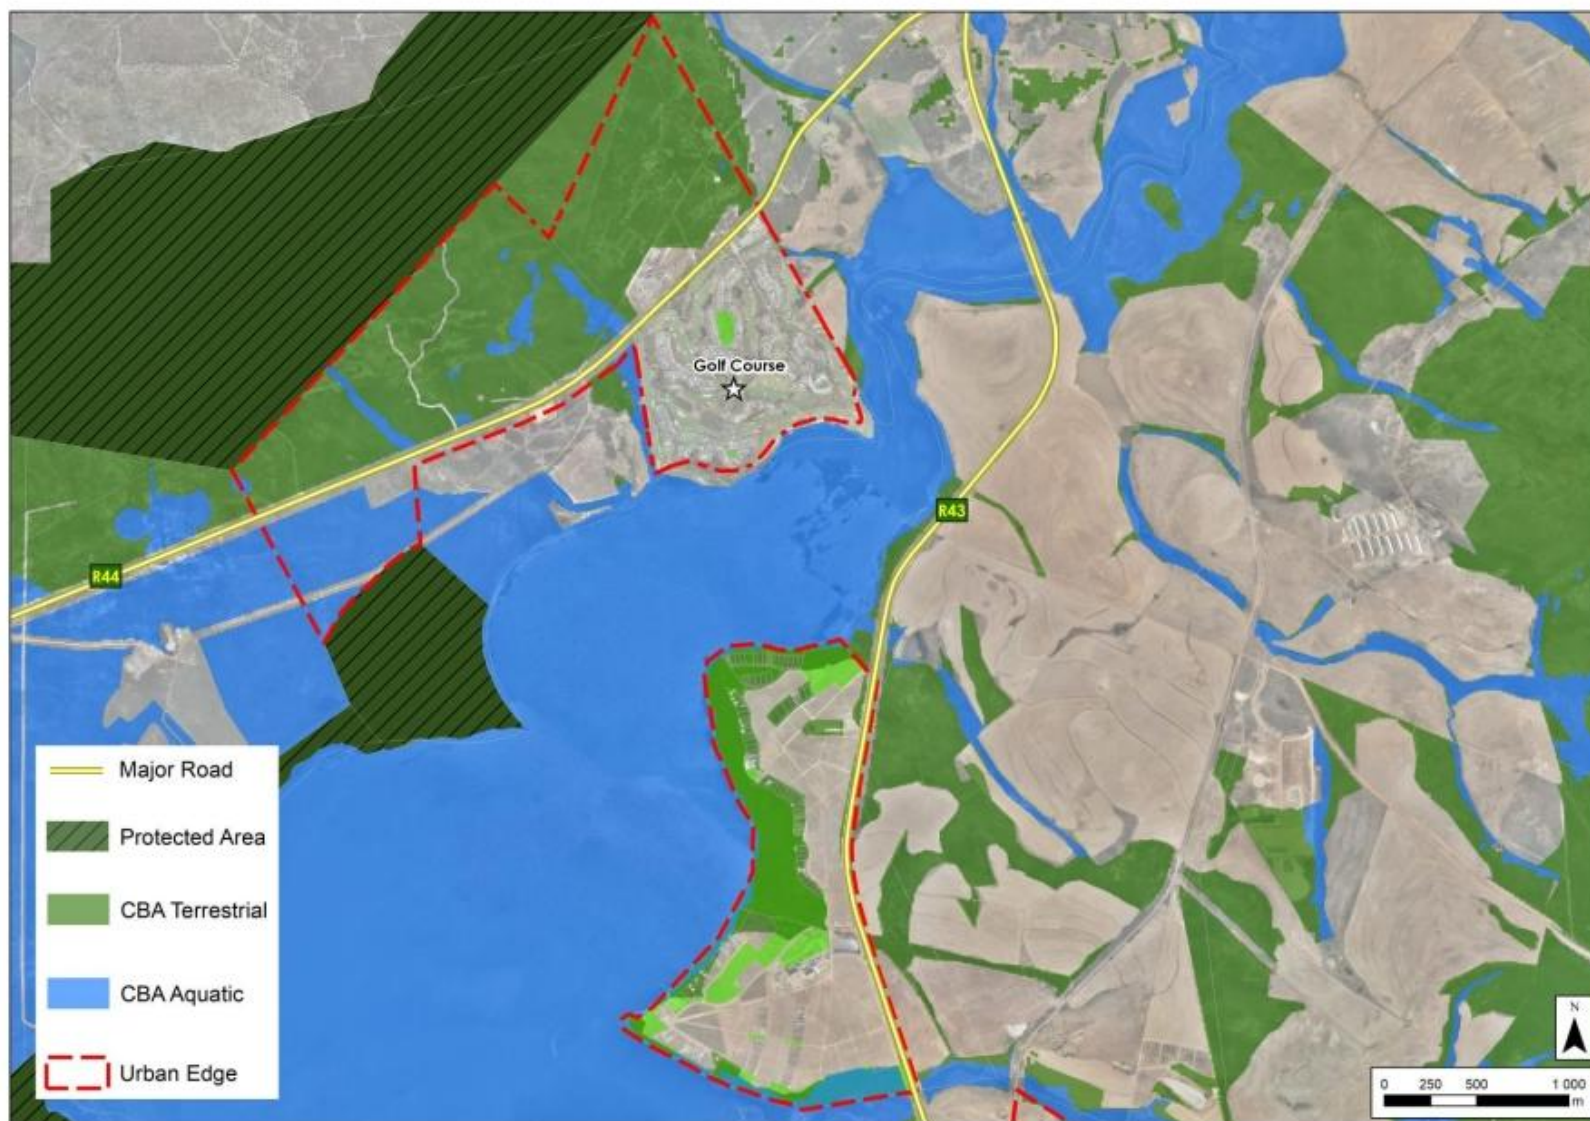 Golf Course
R43
R44
Major Road
Protected Area
CBA Terrestrial
CBA Aquatic
Urban Edge
N
0 250 500 1 000
m